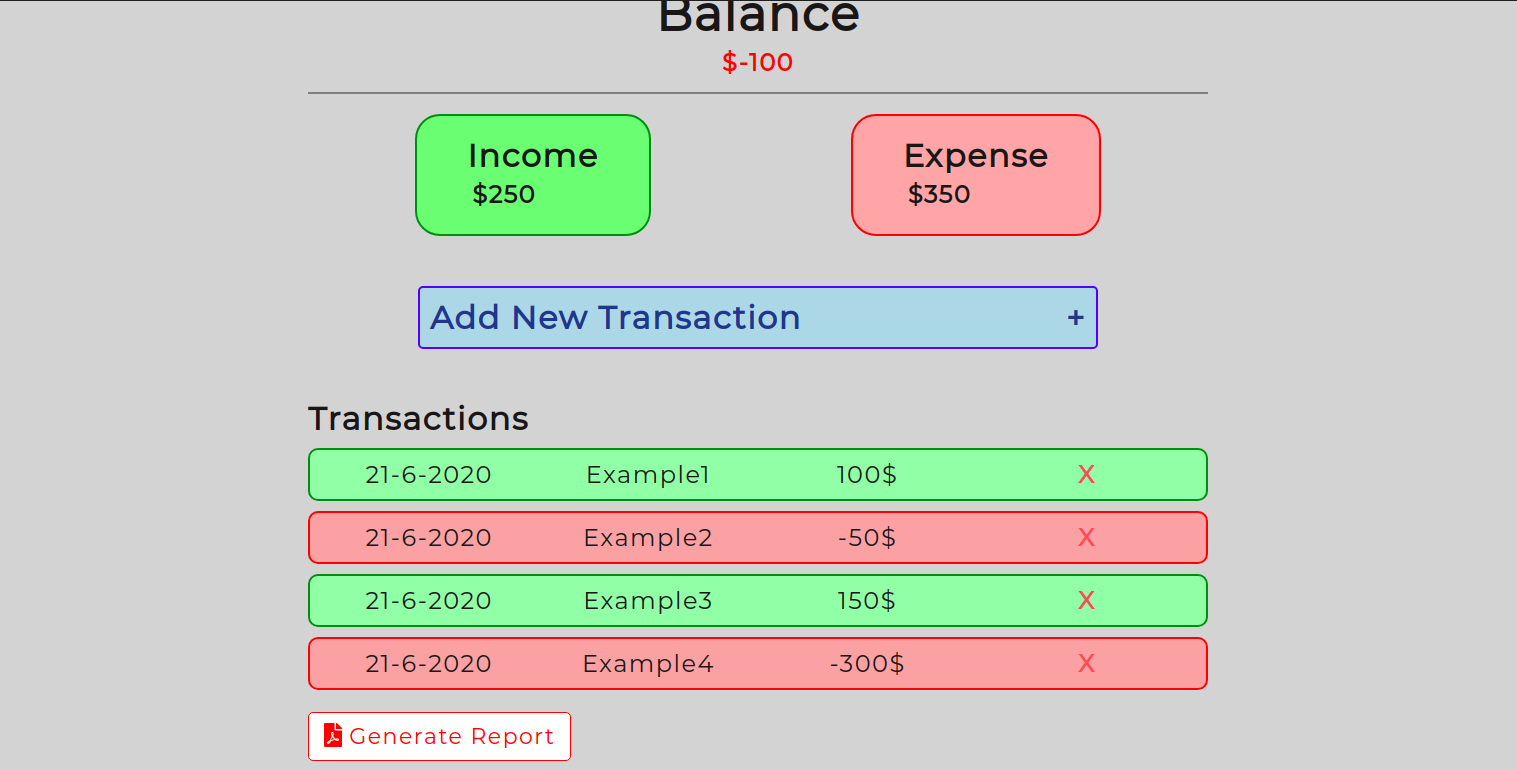 Balance
$-100
Income
$250
Expense
$350
Add New Transaction +
Transactions
21-6-2020 Example1 100$ X
21-6-2020 Example2 -50$ X
21-6-2020 Example3 150$ X
21-6-2020 Example4 -300$ X
Generate Report